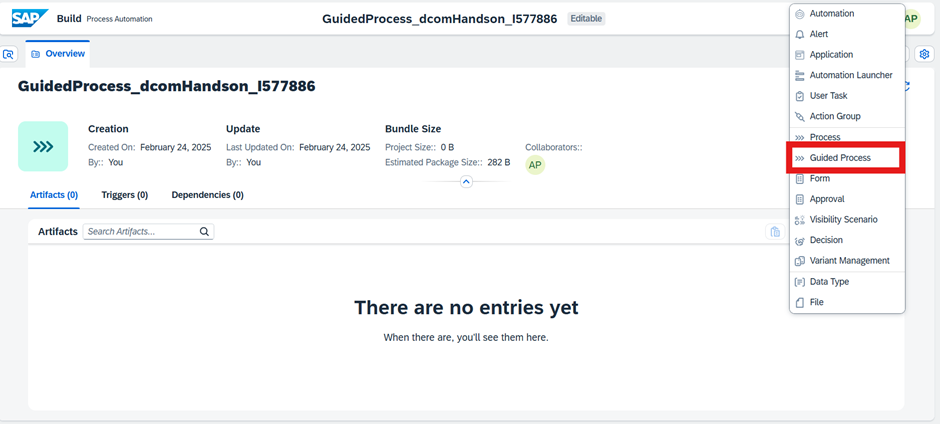 SAP Build Process Automation
GuidedProcess_dcomHandson_I577886 Editable
AP
Overview
GuidedProcess_dcomHandson_I577886
Creation
Created On: February 24, 2025
By:: You
Update
Last Updated On: February 24, 2025
By:: You
Bundle Size
Project Size:: 0 B
Estimated Package Size:: 282 B
Collaborators::
AP
Artifacts (0) Triggers (0) Dependencies (0)
Artifacts Search Artifacts...
There are no entries yet
When there are, you'll see them here.
Automation
Alert
Application
Automation Launcher
User Task
Action Group
Process
Guided Process
Form
Approval
Visibility Scenario
Decision
Variant Management
Data Type
File